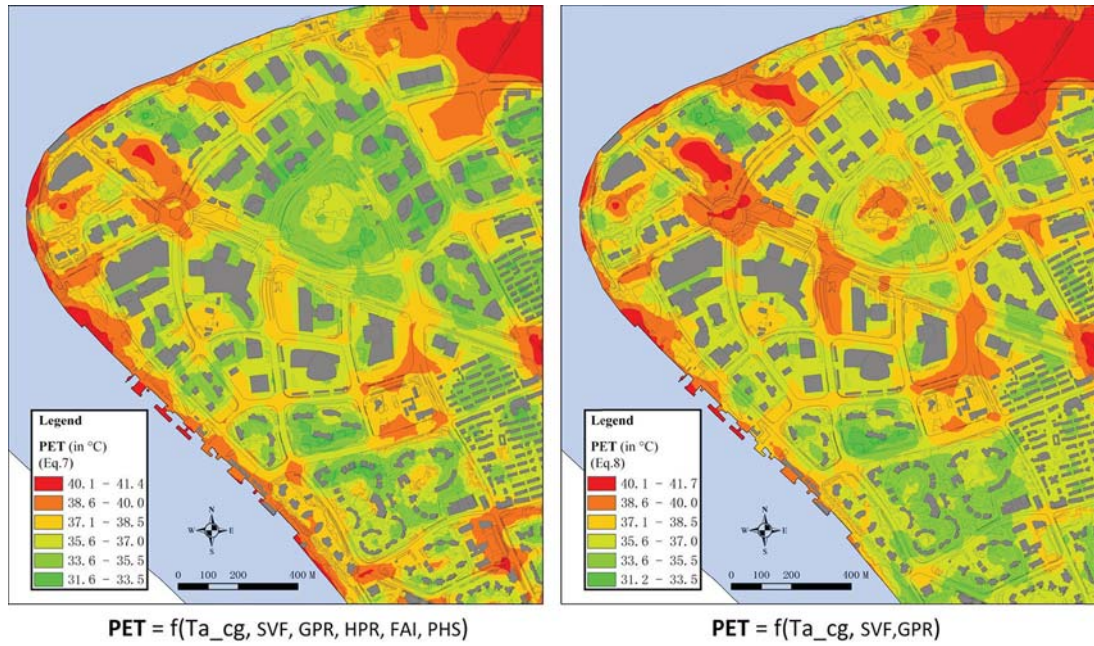 Legend
PET (in °C)
(Eq.7)
40.1 - 41.4
38.6 - 40.0
37.1 - 38.5
35.6 - 37.0
33.6 - 35.5
31.6 - 33.5
N
W E
S
0 100 200 400 M
PET = f(Ta_cg, SVF, GPR, HPR, FAI, PHS)
Legend
PET (in °C)
(Eq.8)
40.1 - 41.7
38.6 - 40.0
37.1 - 38.5
35.6 - 37.0
33.6 - 35.5
31.2 - 33.5
N
W E
S
0 100 200 400 M
PET = f(Ta_cg, SVF,GPR)